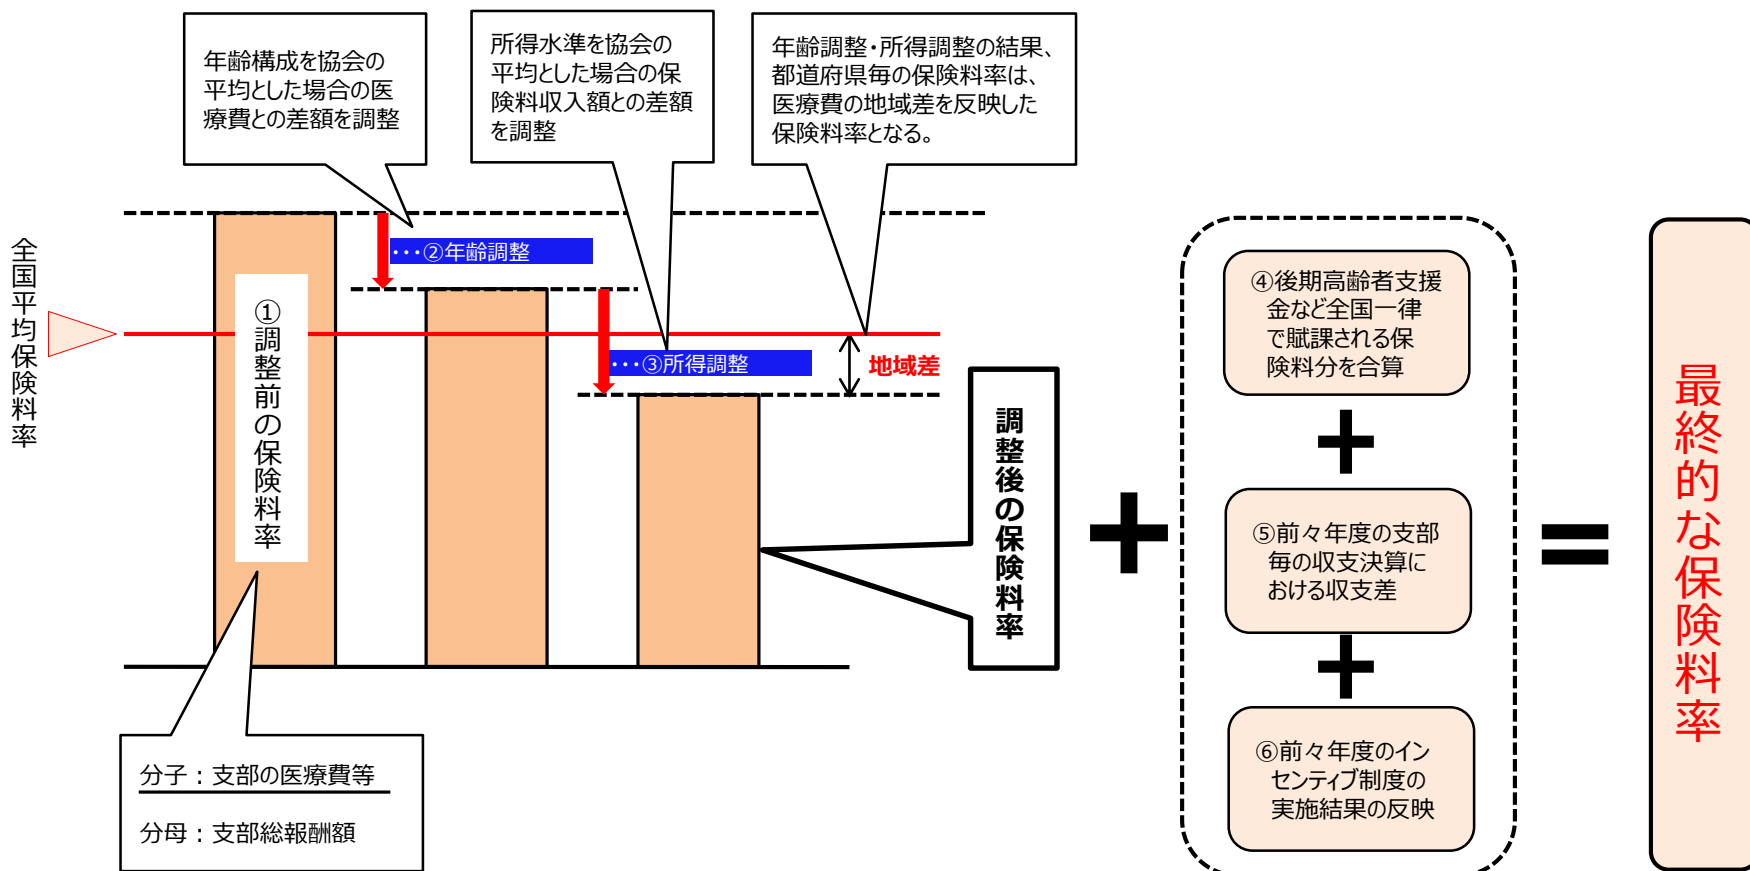 年齢構成を協会の
平均とした場合の医
療費との差額を調整
所得水準を協会の
平均とした場合の保
険料収入額との差額
を調整
年齢調整・所得調整の結果、
都道府県毎の保険料率は、
医療費の地域差を反映した
保険料率となる。
全国平均保険料率
・・・②年齢調整
①調整前の保険料率
・・・③所得調整
地域差
調整後の保険料率
分子：支部の医療費等
分母：支部総報酬額
+
④後期高齢者支援
金など全国一律
で賦課される保
険料分を合算
+
⑤前々年度の支部
毎の収支決算に
おける収支差
+
⑥前々年度のイン
センティブ制度の
実施結果の反映
=
最終的な保険料率